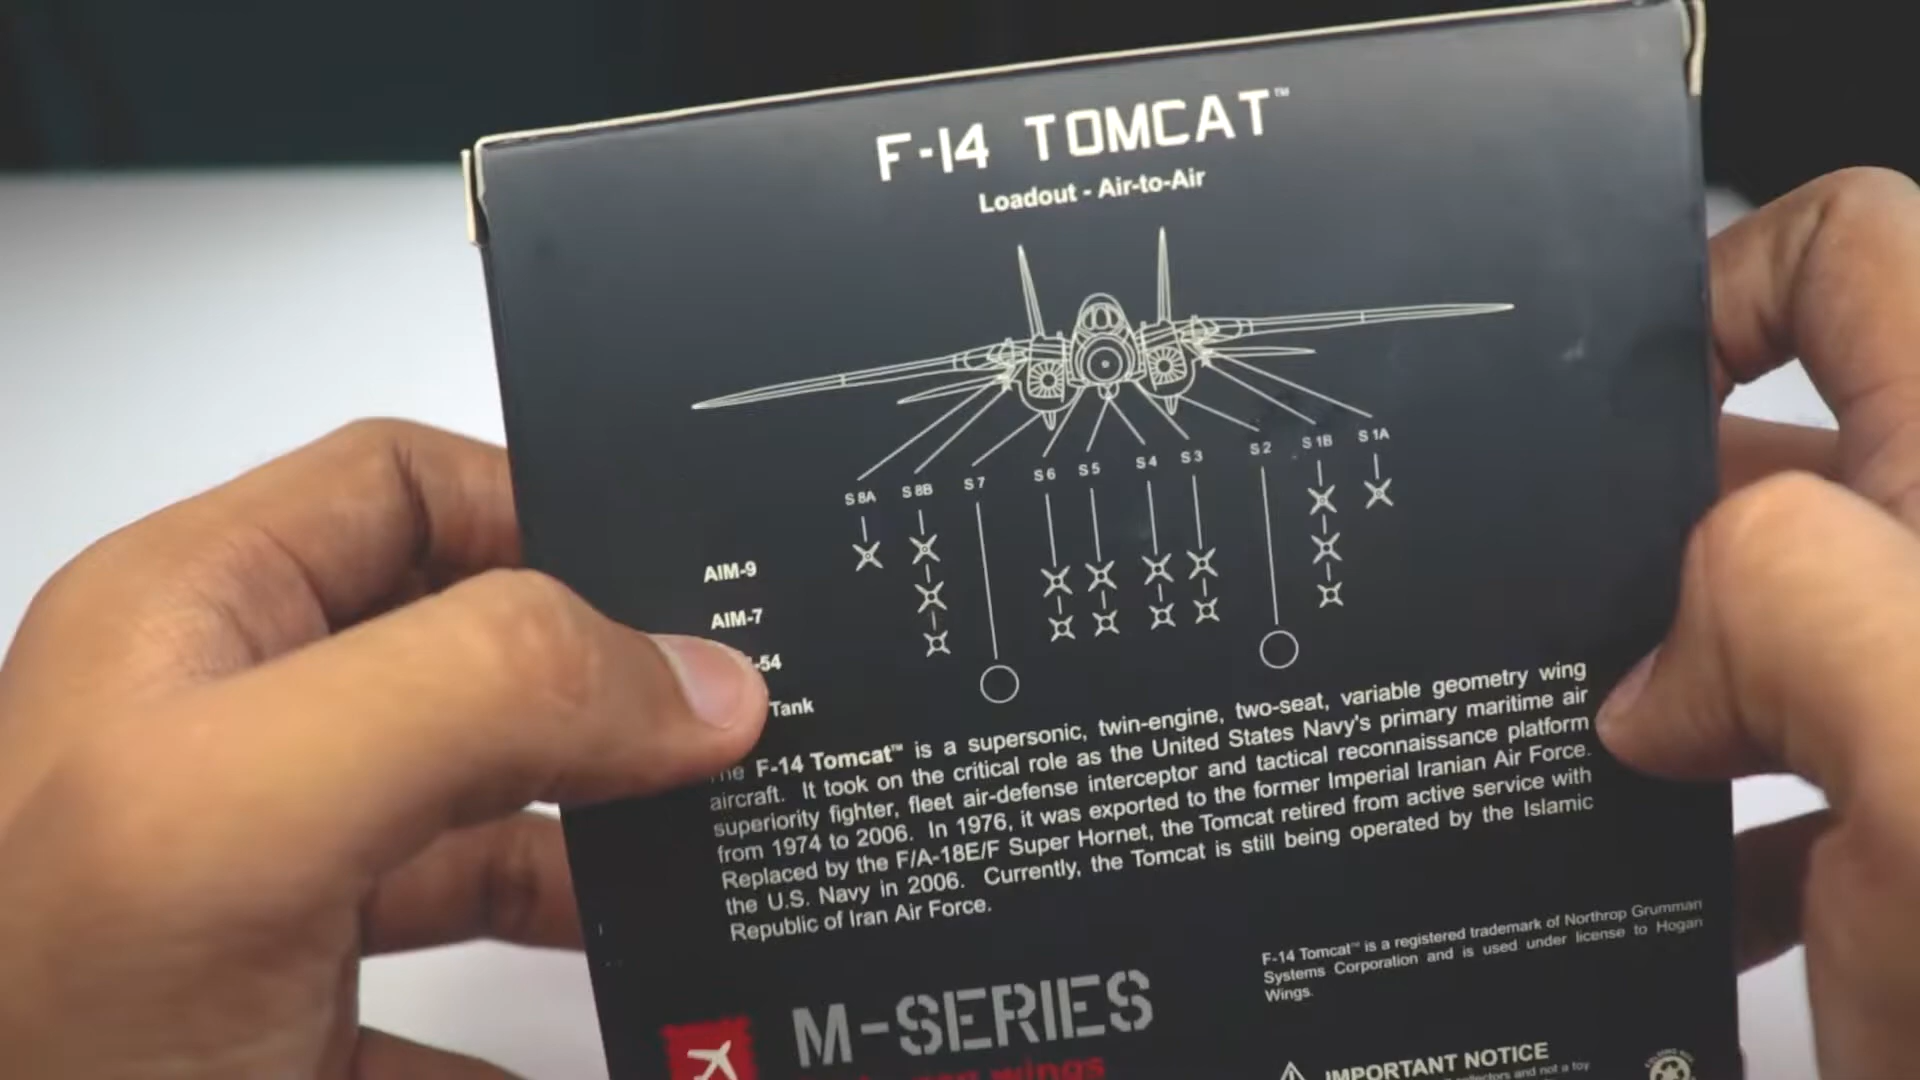 F-14 TOMCAT™
Loadout - Air-to-Air
S 8A S 8B S 7 S 6 S 5 S 4 S 3 S 2 S 1B S 1A
AIM-9
AIM-7
-54
Tank
The F-14 Tomcat™ is a supersonic, twin-engine, two-seat, variable geometry wing
aircraft. It took on the critical role as the United States Navy's primary maritime air
superiority fighter, fleet air-defense interceptor and tactical reconnaissance platform
from 1974 to 2006. In 1976, it was exported to the former Imperial Iranian Air Force.
Replaced by the F/A-18E/F Super Hornet, the Tomcat retired from active service with
the U.S. Navy in 2006. Currently, the Tomcat is still being operated by the Islamic
Republic of Iran Air Force.
F-14 Tomcat™ is a registered trademark of Northrop Grumman
Systems Corporation and is used under license to Hogan
Wings.
M-SERIES
wings
IMPORTANT NOTICE
and not a toy